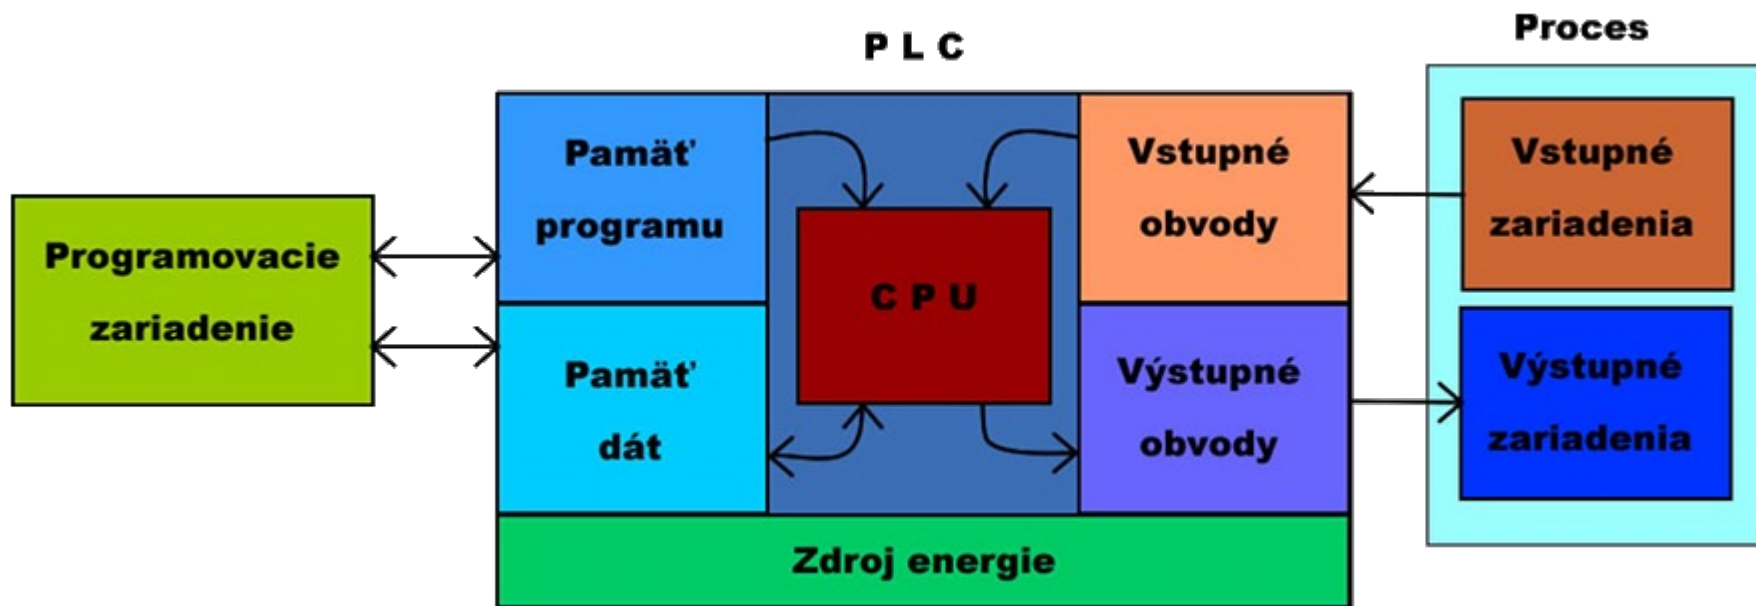 P L C
Proces
Programovacie
zariadenie
Pamäť
programu
Pamäť
dát
C P U
Vstupné
obvody
Výstupné
obvody
Zdroj energie
Vstupné
zariadenia
Výstupné
zariadenia